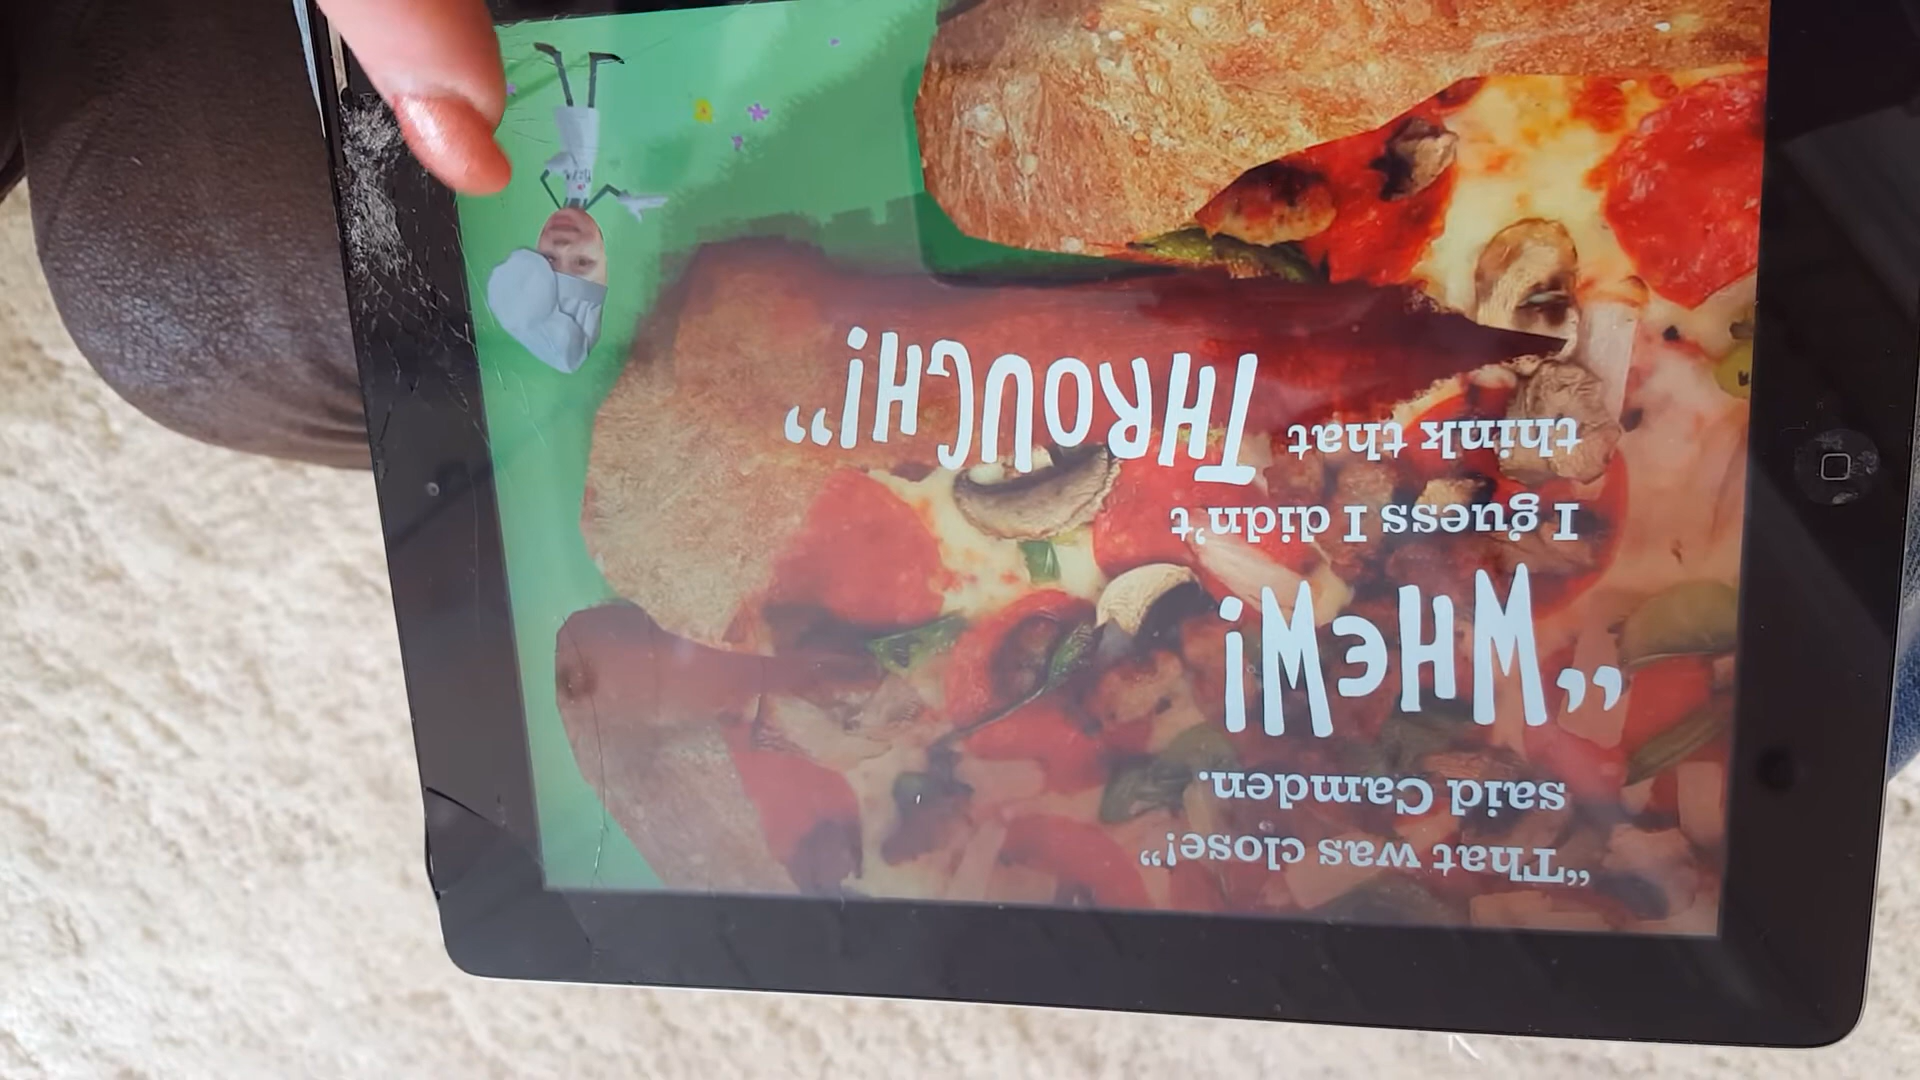 “That was close!”
said Camden.
“WHEW!
I guess I didn’t
think that THROUGH!”